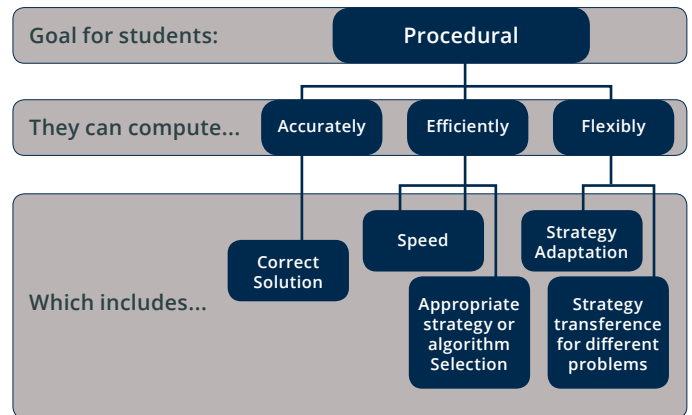 Goal for students:
Procedural
They can compute...
Accurately
Efficiently
Flexibly
Which includes...
Correct
Solution
Speed
Appropriate
strategy or
algorithm
Selection
Strategy
Adaptation
Strategy
transference
for different
problems